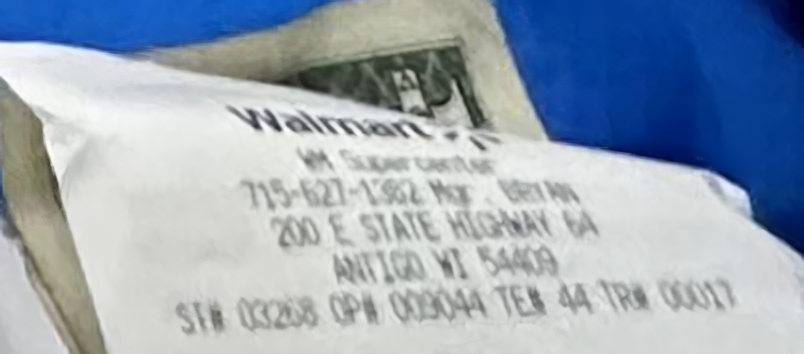 Walmart
WM Supercenter
715-627-1382 Mgr. BRYAN
200 E STATE HIGHWAY 64
ANTIGO WI 54409
ST# 03268 OP# 009044 TE# 44 TR# 00017